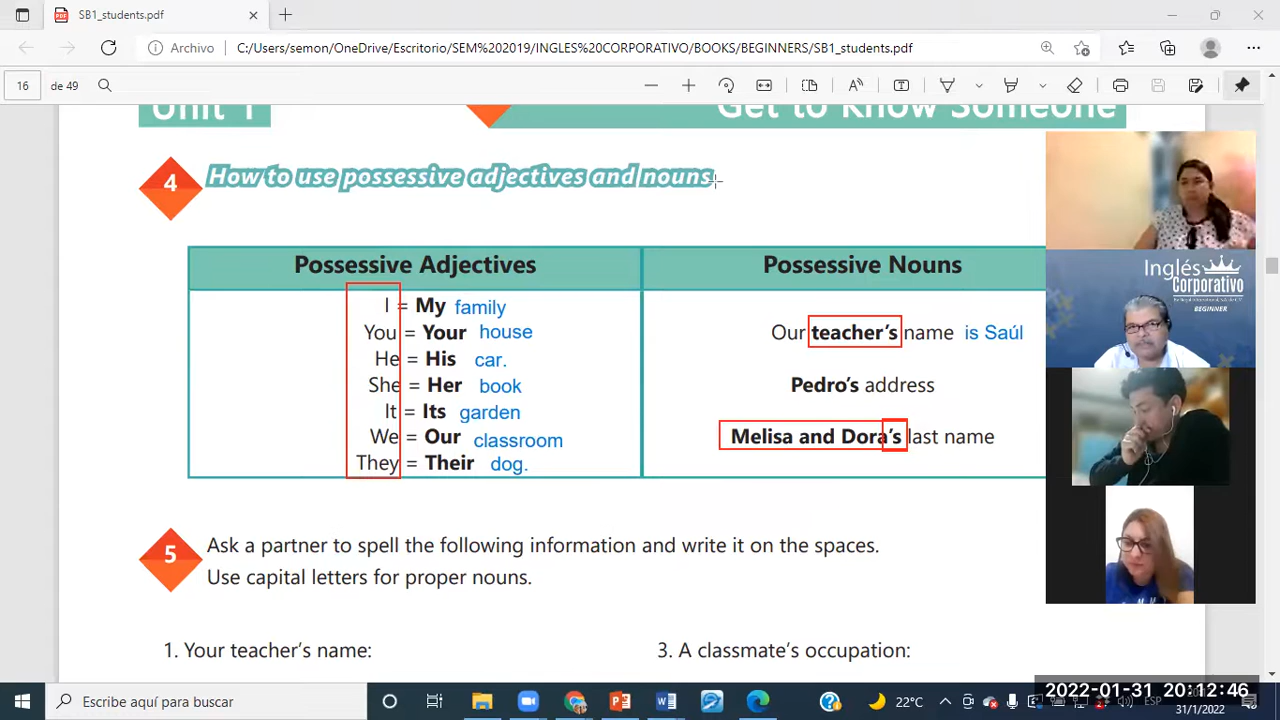 SB1_students.pdf
Archivo
C:/Users/semon/OneDrive/Escritorio/SEM%202019/INGLES%20CORPORATIVO/BOOKS/BEGINNERS/SB1_students.pdf
16 de 49
Unit 1
Get to Know Someone
4 How to use possessive adjectives and nouns.
Possessive Adjectives
I = My family
You = Your house
He = His car.
She = Her book
It = Its garden
We = Our classroom
They = Their dog.
Possessive Nouns
Our teacher's name is Saúl
Pedro's address
Melisa and Dora's last name
Inglés
Corporativo
BEGINNER
5 Ask a partner to spell the following information and write it on the spaces.
Use capital letters for proper nouns.
1. Your teacher's name:
3. A classmate's occupation:
Escribe aquí para buscar
22°C
ESP
2022-01-31 20:12:46
31/1/2022